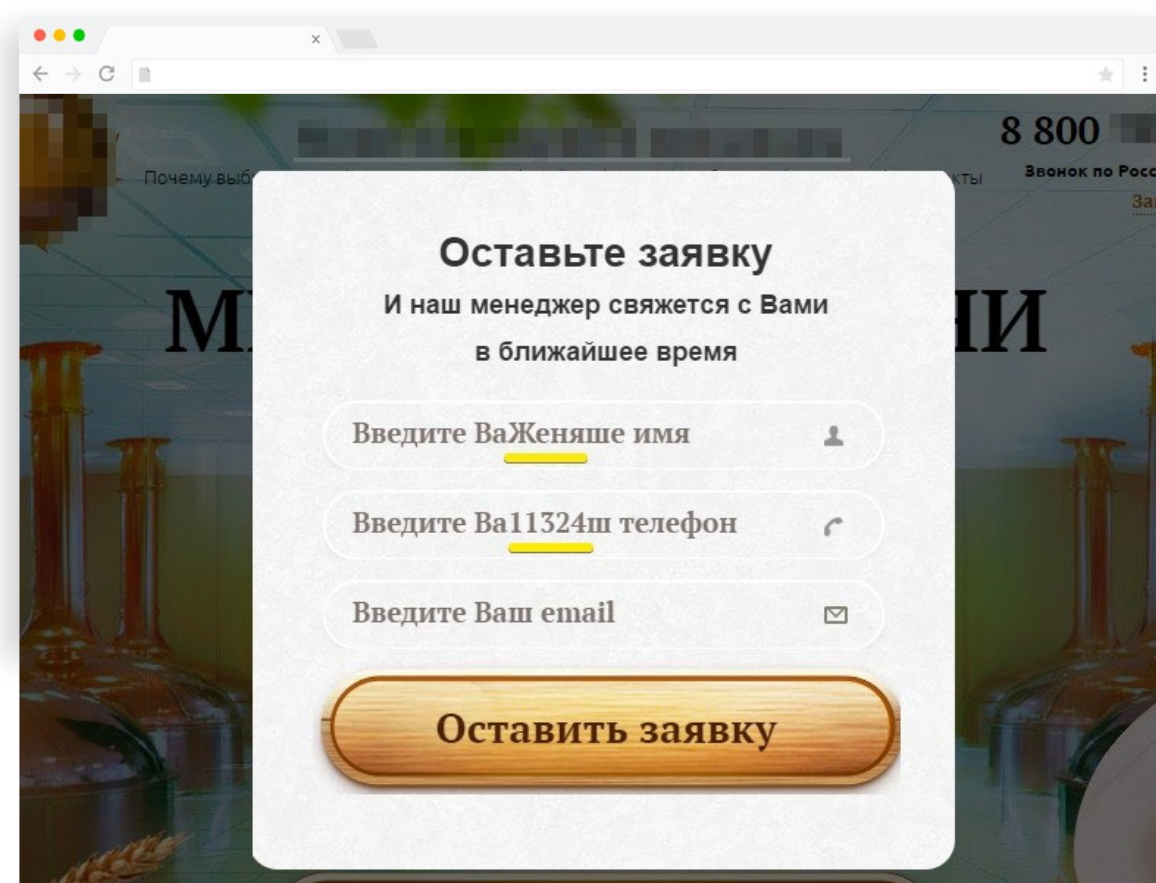 8 800
Почему выб
кты
Звонок по Росс
За
М
НИ
Оставьте заявку
И наш менеджер свяжется с Вами
в ближайшее время
Введите ВаЖеняше имя
Введите Ва11324ш телефон
Введите Ваш email
Оставить заявку